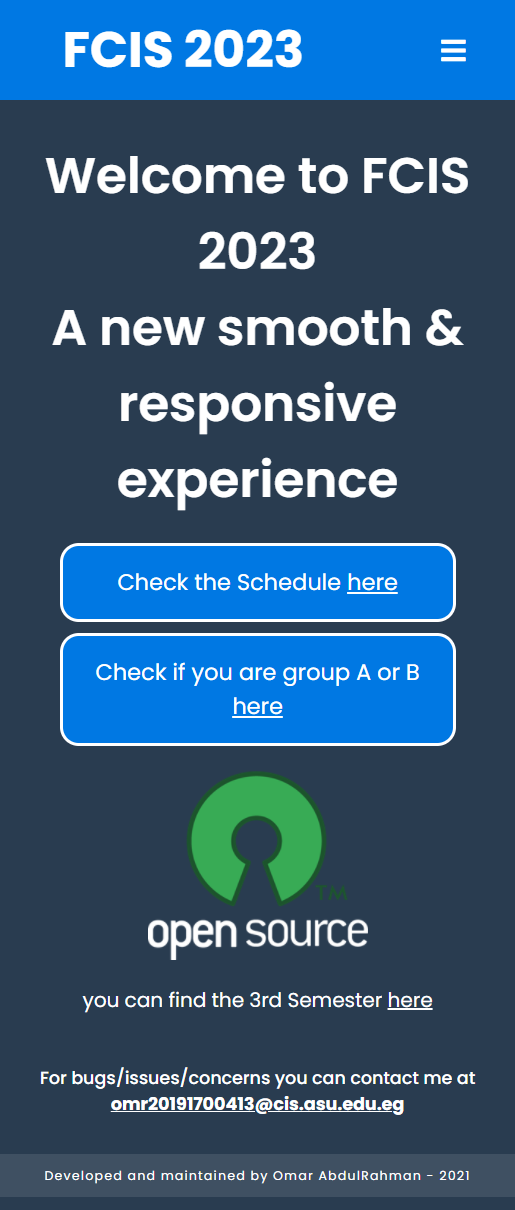 FCIS 2023
Welcome to FCIS
2023
A new smooth &
responsive
experience
Check the Schedule here
Check if you are group A or B
here
TM
open source
you can find the 3rd Semester here
For bugs/issues/concerns you can contact me at
omr20191700413@cis.asu.edu.eg
Developed and maintained by Omar AbdulRahman - 2021